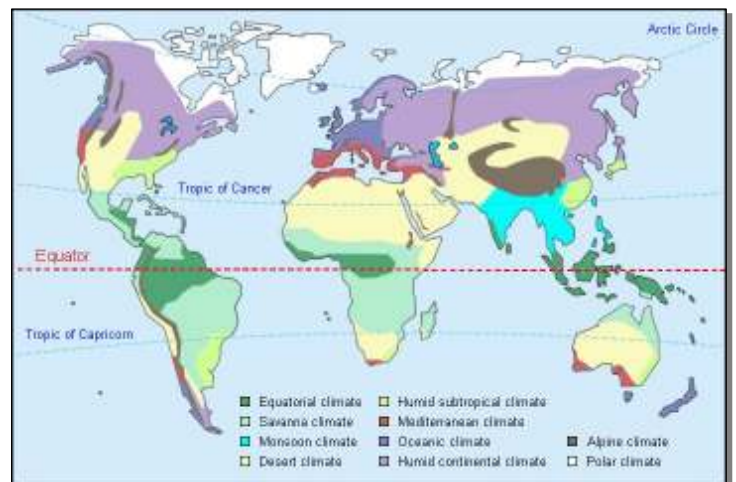 Arctic Circle
Tropic of Cancer
Equator
Tropic of Capricorn
Equatorial climate
Savanna climate
Monsoon climate
Desert climate
Humid subtropical climate
Mediterranean climate
Oceanic climate
Humid continental climate
Alpine climate
Polar climate